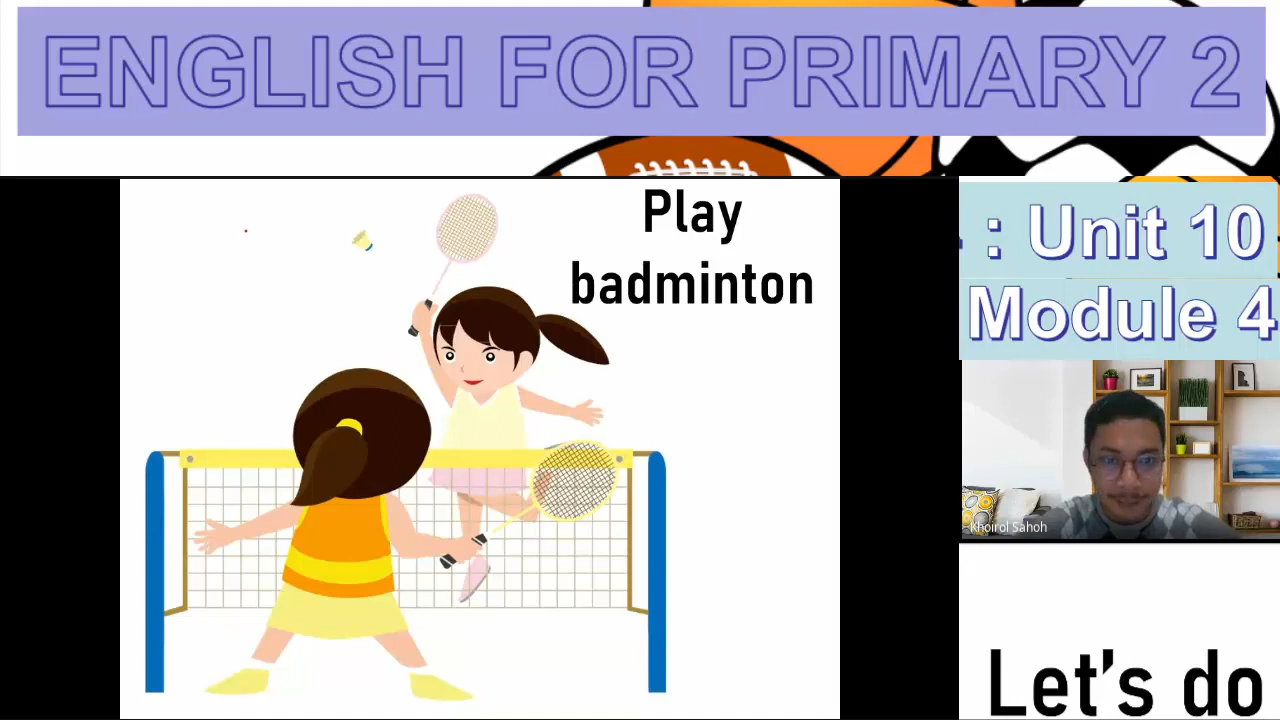 ENGLISH FOR PRIMARY 2
Play
badminton
: Unit 10
Module 4
Khoirol Sahoh
Let's do